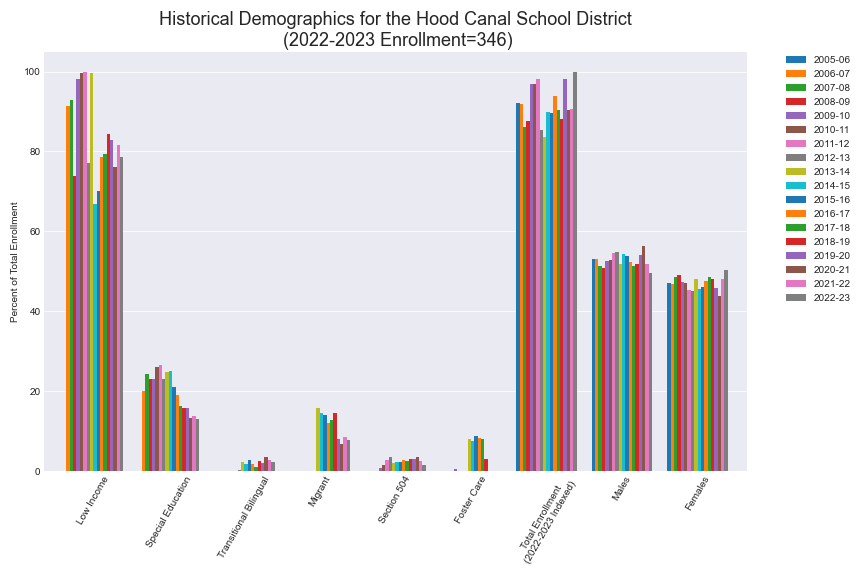 Historical Demographics for the Hood Canal School District
(2022-2023 Enrollment=346)
Percent of Total Enrollment
100
80
60
40
20
0
Low Income
Special Education
Transitional Bilingual
Migrant
Section 504
Foster Care
Total Enrollment
(2022-2023 Indexed)
Males
Females
2005-06
2006-07
2007-08
2008-09
2009-10
2010-11
2011-12
2012-13
2013-14
2014-15
2015-16
2016-17
2017-18
2018-19
2019-20
2020-21
2021-22
2022-23